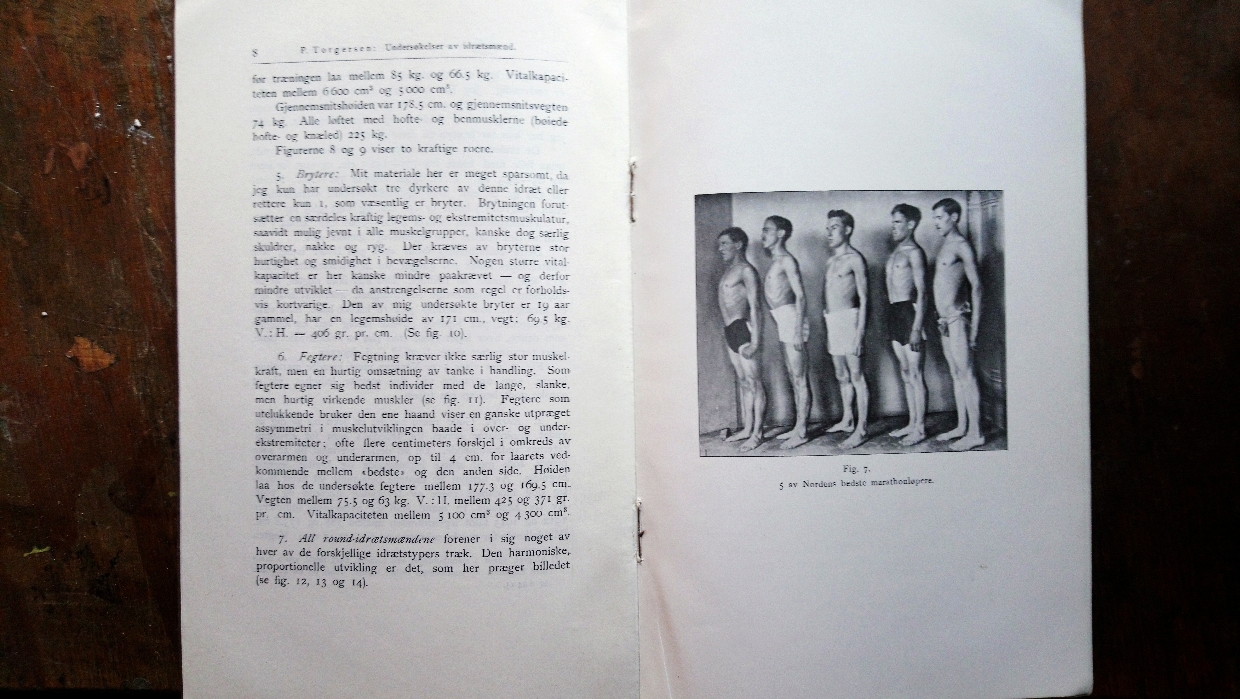 8 P. Torgersen: Undersøkelser av idrætsmænd.
før træningen laa mellem 85 kg. og 66.5 kg. Vitalkapaci-
teten mellem 6600 cm³ og 5000 cm³.
Gjennemsnitshøiden var 178.5 cm. og gjennemsnitsvegten
74 kg. Alle løftet med hofte- og benmusklerne (bøiede
hofte- og knæled) 225 kg.
Figurerne 8 og 9 viser to kraftige roere.
5. Brytere: Mit materiale her er meget sparsomt, da
jeg kun har undersøkt tre dyrkere av denne idræt eller
rettere kun 1, som væsentlig er bryter. Brytningen forut-
sætter en særdeles kraftig legems- og ekstremitetsmuskulatur,
saavidt mulig jevnt i alle muskelgrupper, kanske dog særlig
skuldrer, nakke og ryg. Der kræves av bryterne stor
hurtighet og smidighet i bevægelserne. Nogen større vital-
kapacitet er her kanske mindre paakrævet — og derfor
mindre utviklet — da anstrengelserne som regel er forholds-
vis kortvarige. Den av mig undersøkte bryter er 19 aar
gammel, har en legemshøide av 171 cm., vegt: 69.5 kg.
V.: H. — 406 gr. pr. cm. (Se fig. 10).
6. Fegtere: Fegtning kræver ikke særlig stor muskel-
kraft, men en hurtig omsætning av tanke i handling. Som
fegtere egner sig bedst individer med de lange, slanke,
men hurtig virkende muskler (se fig. 11). Fegtere som
utelukkende bruker den ene haand viser en ganske utpræget
assymmetri i muskelutviklingen baade i over- og under-
ekstremiteter; ofte flere centimeters forskjel i omkreds av
overarmen og underarmen, op til 4 cm. for laarets ved-
kommende mellem «bedste» og den anden side. Høiden
laa hos de undersøkte fegtere mellem 177.3 og 169.5 cm.
Vegten mellem 75.5 og 63 kg. V.: H. mellem 425 og 371 gr.
pr. cm. Vitalkapaciteten mellem 5100 cm³ og 4300 cm³.
7. All round-idrætsmændene forener i sig noget av
hver av de forskjellige idrætstypers træk. Den harmoniske,
proportionelle utvikling er det, som her præger billedet
(se fig. 12, 13 og 14).
Fig. 7.
5 av Nordens bedste marathonløpere.